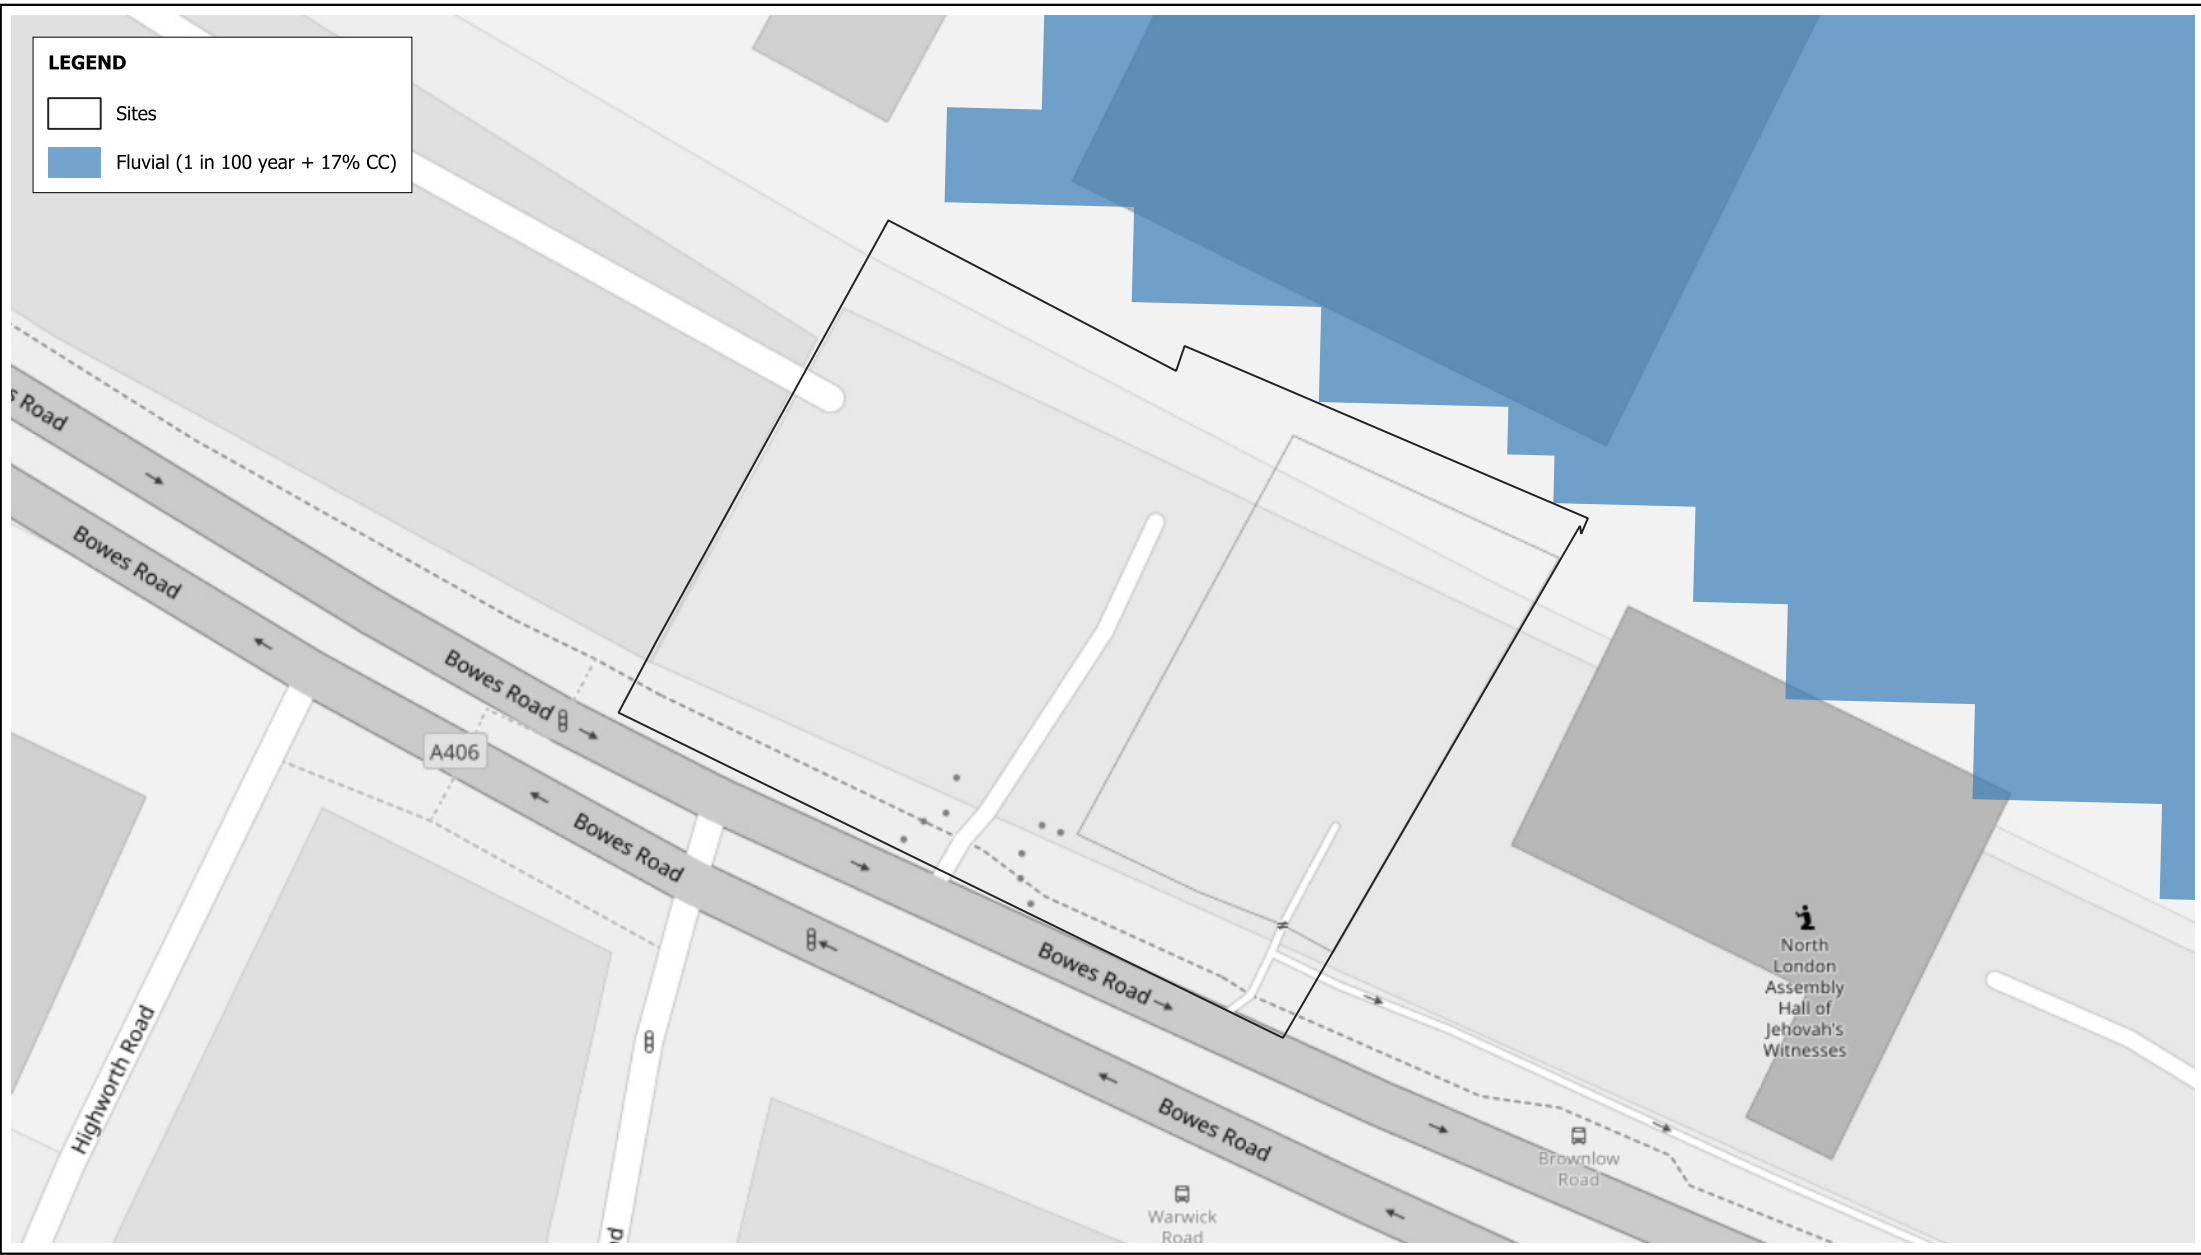 LEGEND
Sites
Fluvial (1 in 100 year + 17% CC)
s Road
Bowes Road
Bowes Road
A406
Bowes Road
Bowes Road
Highworth Road
Bowes Road
North
London
Assembly
Hall of
Jehovah's
Witnesses
Brownlow
Road
Warwick
Road